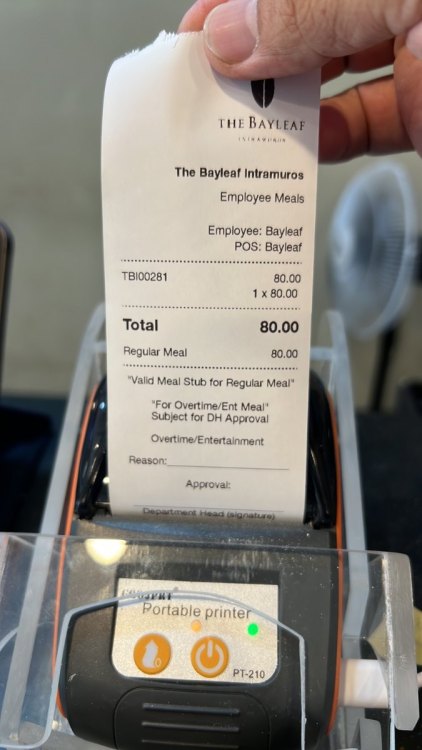 THE BAYLEAF
INTRAMUROS
The Bayleaf Intramuros
Employee Meals
Employee: Bayleaf
POS: Bayleaf
TBI00281 80.00
1 x 80.00
Total 80.00
Regular Meal 80.00
"Valid Meal Stub for Regular Meal"
"For Overtime/Ent Meal"
Subject for DH Approval
Overtime/Entertainment
Reason:
Approval:
Department Head (signature)
Portable printer
PT-210